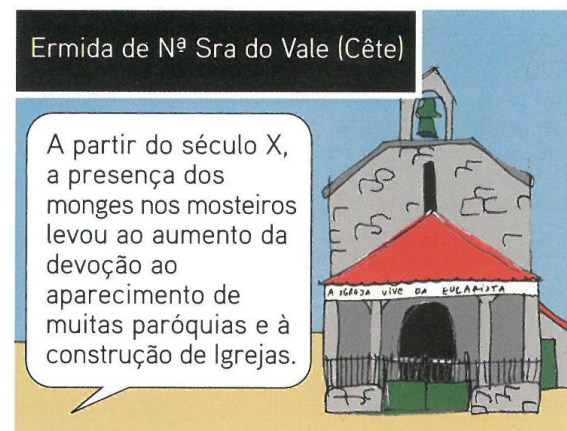 Ermida de Nª Sra do Vale (Cête)
A partir do século X,
a presença dos
monges nos mosteiros
levou ao aumento da
devoção ao
aparecimento de
muitas paróquias e à
construção de Igrejas.
A IGREJA VIVE DA EUCARISTA